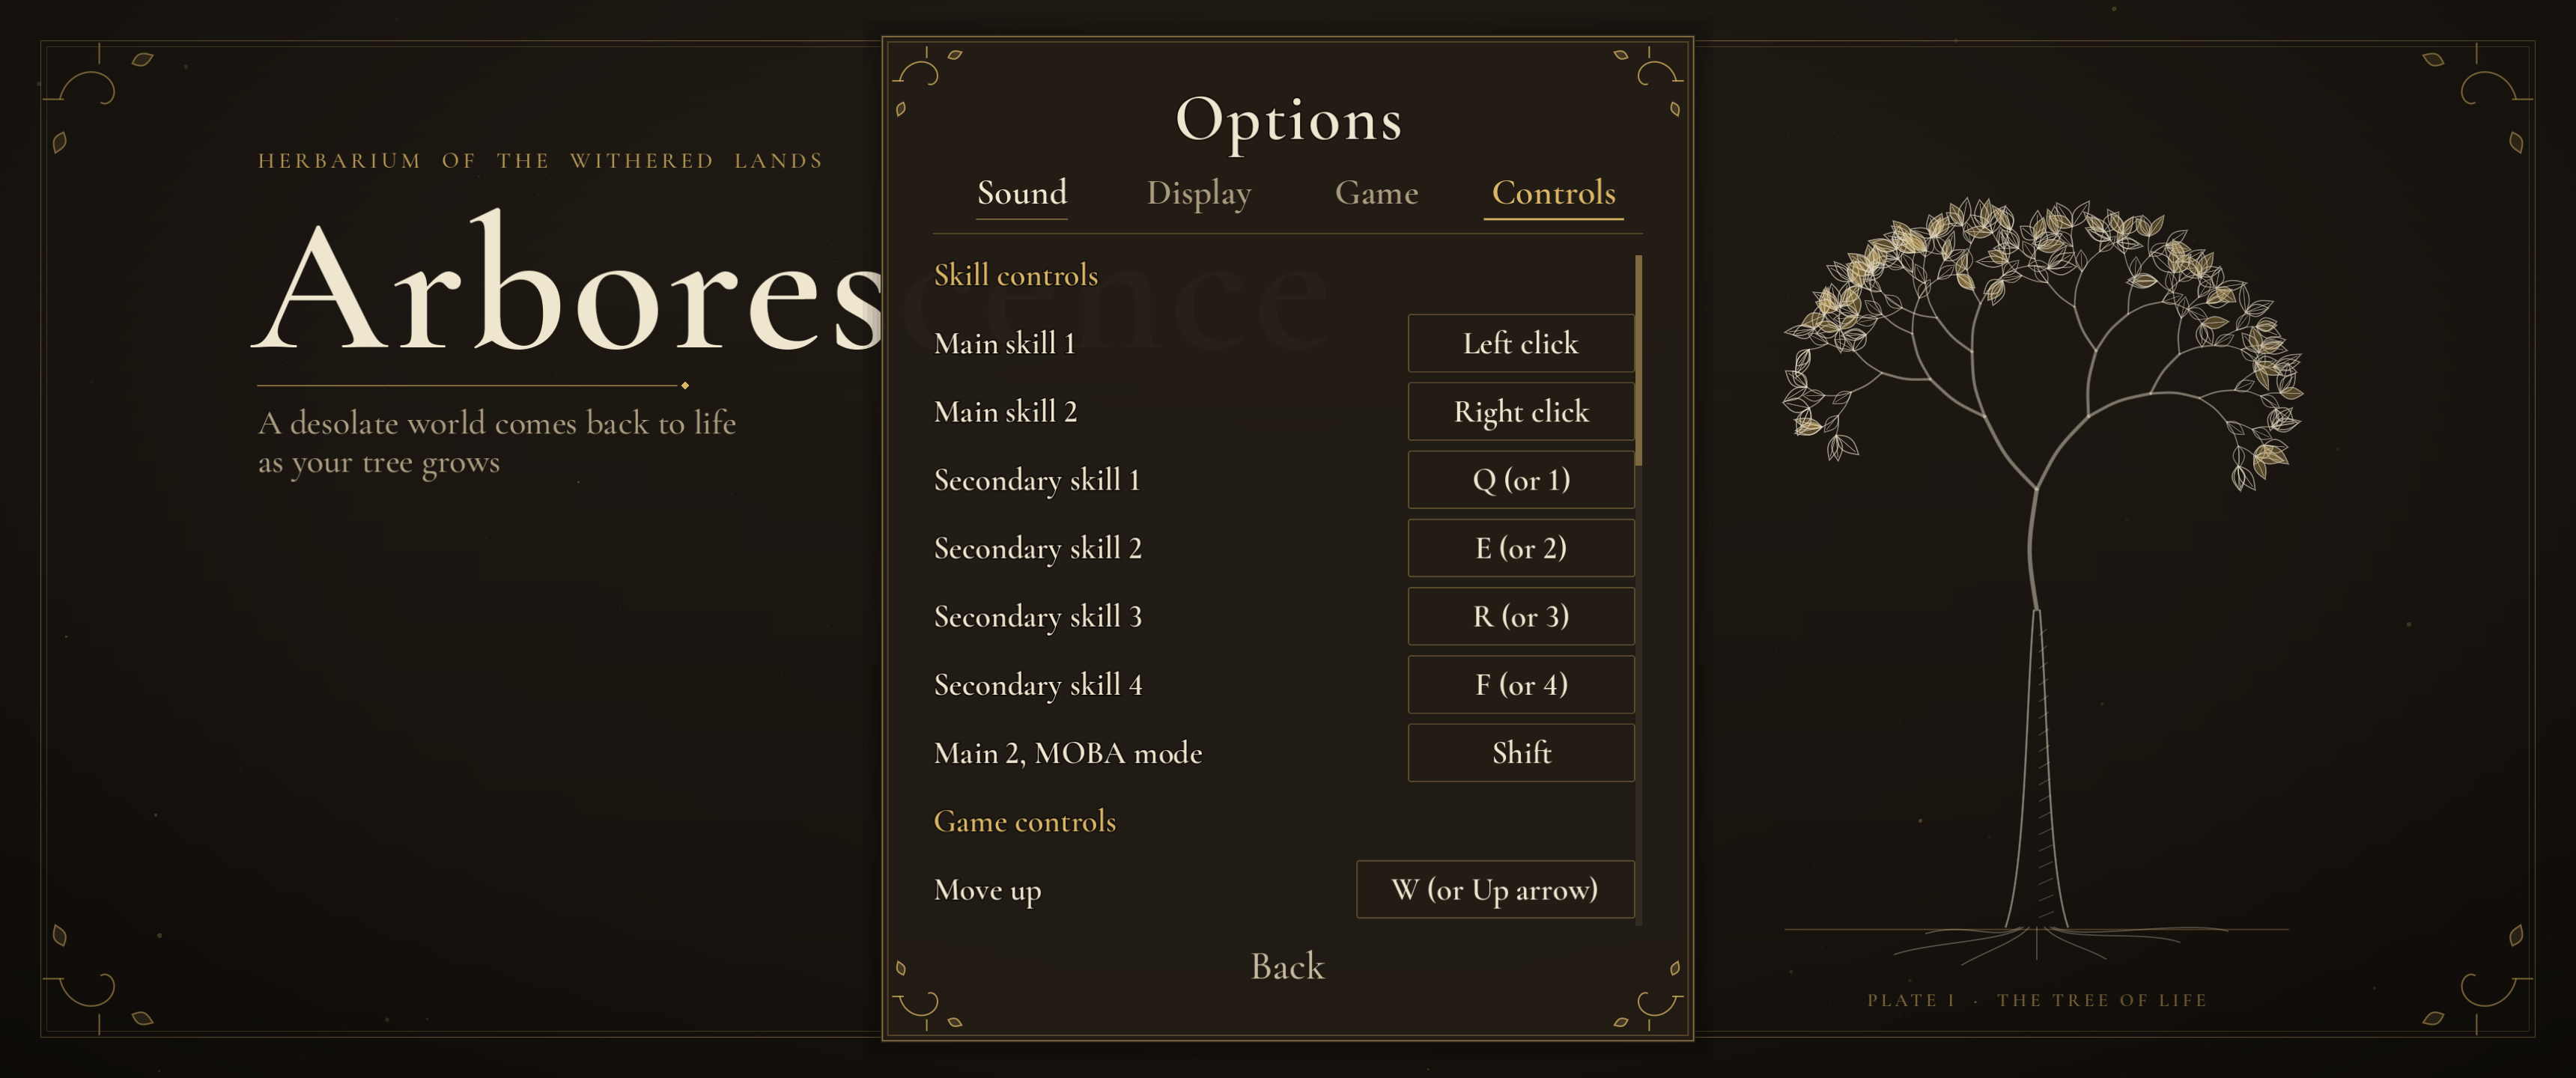 HERBARIUM OF THE WITHERED LANDS
Arborescence
A desolate world comes back to life
as your tree grows
Options
Sound Display Game Controls
Skill controls
Main skill 1 Left click
Main skill 2 Right click
Secondary skill 1 Q (or 1)
Secondary skill 2 E (or 2)
Secondary skill 3 R (or 3)
Secondary skill 4 F (or 4)
Main 2, MOBA mode Shift
Game controls
Move up W (or Up arrow)
Back
PLATE I · THE TREE OF LIFE